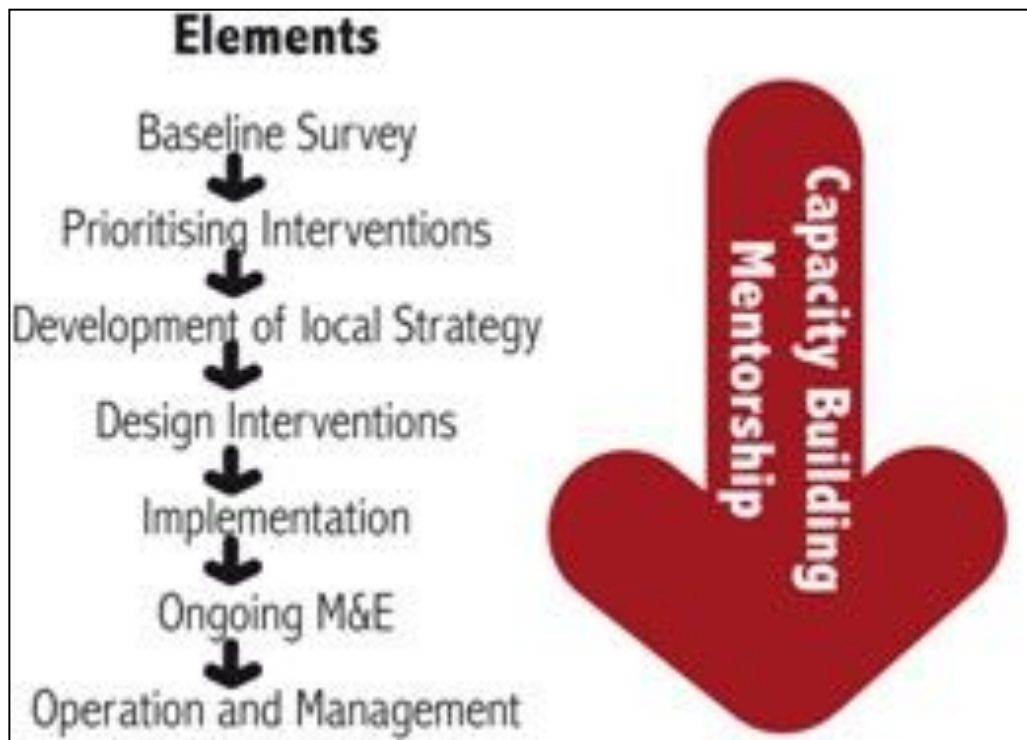 Elements
Baseline Survey
Prioritising Interventions
Development of local Strategy
Design Interventions
Implementation
Ongoing M&E
Operation and Management
Capacity Building
Mentorship